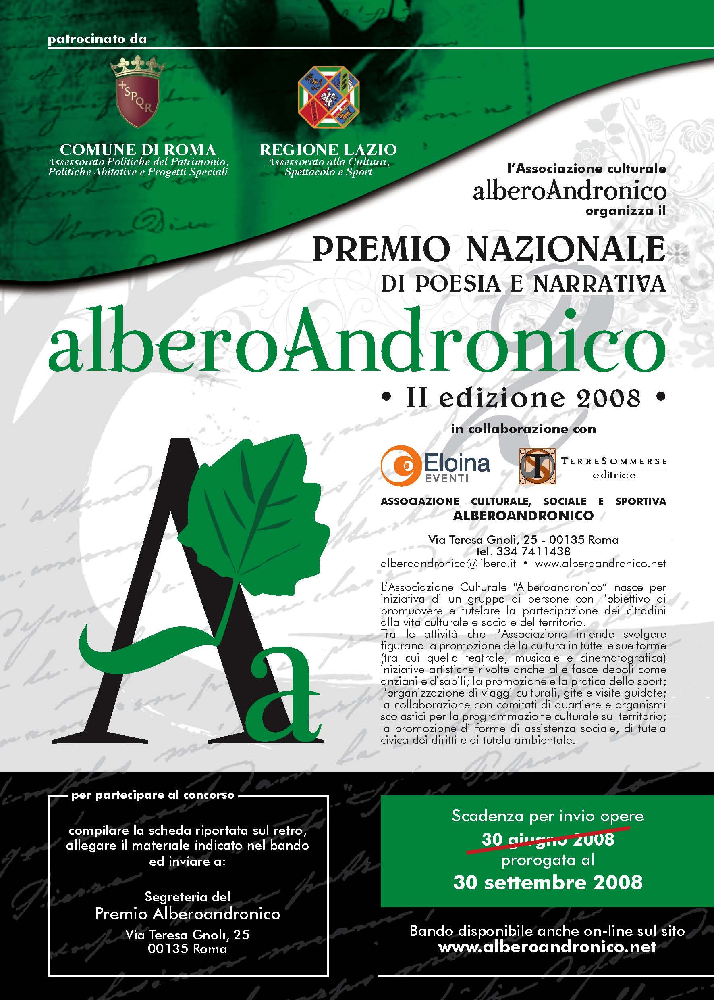 patrocinato da
+SPQR
COMUNE DI ROMA
Assessorato Politiche del Patrimonio,
Politiche Abitative e Progetti Speciali
REGIONE LAZIO
Assessorato alla Cultura,
Spettacolo e Sport
l'Associazione culturale
alberoAndronico
organizza il
PREMIO NAZIONALE
DI POESIA E NARRATIVA
2
alberoAndronico
• II edizione 2008 •
in collaborazione con
Eloina
EVENTI
TS
TERRESOMMERSE
editrice
Aa
ASSOCIAZIONE CULTURALE, SOCIALE E SPORTIVA
ALBEROANDRONICO
Via Teresa Gnoli, 25 - 00135 Roma
tel. 334 7411438
alberoandronico@libero.it • www.alberoandronico.net
L'Associazione Culturale “Alberoandronico” nasce per
iniziativa di un gruppo di persone con l'obiettivo di
promuovere e tutelare la partecipazione dei cittadini
alla vita culturale e sociale del territorio.
Tra le attività che l'Associazione intende svolgere
figurano la promozione della cultura in tutte le sue forme
(tra cui quella teatrale, musicale e cinematografica)
iniziative artistiche rivolte anche alle fasce deboli come
anziani e disabili; la promozione e la pratica dello sport;
l'organizzazione di viaggi culturali, gite e visite guidate;
la collaborazione con comitati di quartiere e organismi
scolastici per la programmazione culturale sul territorio;
la promozione di forme di assistenza sociale, di tutela
civica dei diritti e di tutela ambientale.
per partecipare al concorso
compilare la scheda riportata sul retro,
allegare il materiale indicato nel bando
ed inviare a:
Segreteria del
Premio Alberoandronico
Via Teresa Gnoli, 25
00135 Roma
Scadenza per invio opere
30 giugno 2008
prorogata al
30 settembre 2008
Bando disponibile anche on-line sul sito
www.alberoandronico.net